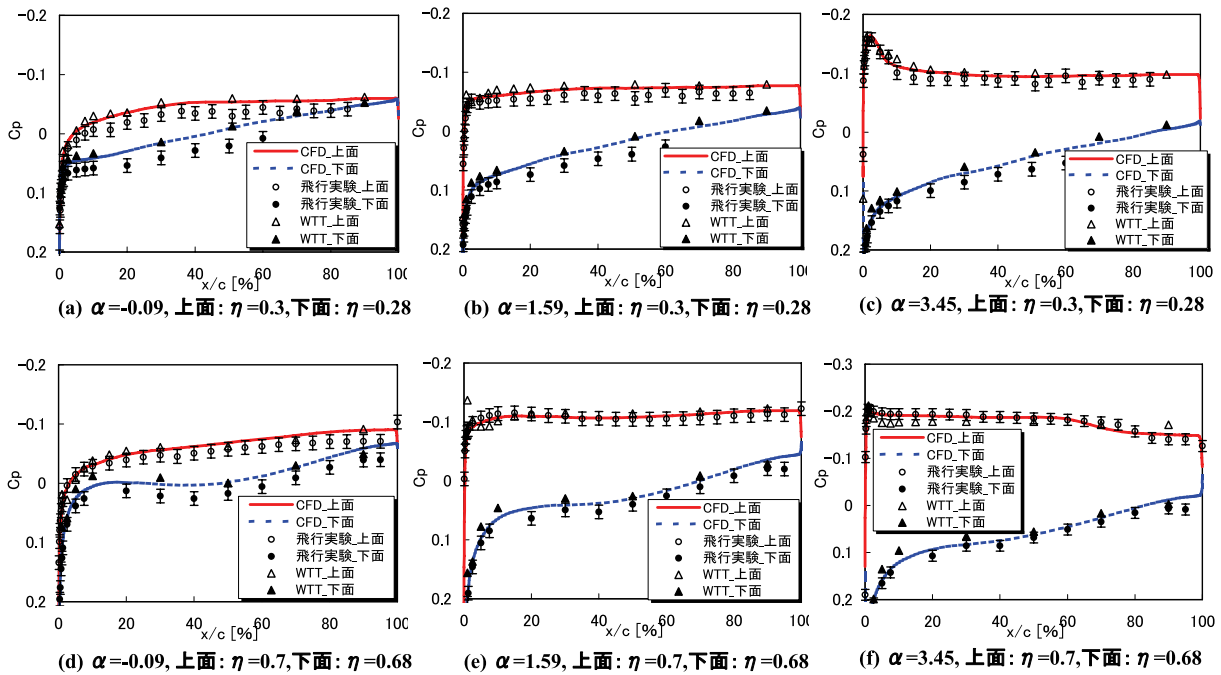 -0.2
-0.1
0
0.1
0.2
Cp
0 20 40 60 80 100
x/c [%]
CFD_上面
CFD_下面
飛行実験_上面
飛行実験_下面
WTT_上面
WTT_下面
(a) α=-0.09, 上面: η=0.3,下面: η=0.28
-0.2
-0.1
0
0.1
0.2
Cp
0 20 40 60 80 100
x/c [%]
CFD_上面
CFD_下面
飛行実験_上面
飛行実験_下面
WTT_上面
WTT_下面
(b) α=1.59, 上面: η=0.3,下面: η=0.28
-0.2
-0.1
0
0.1
0.2
Cp
0 20 40 60 80 100
x/c [%]
CFD_上面
CFD_下面
飛行実験_上面
飛行実験_下面
WTT_上面
WTT_下面
(c) α=3.45, 上面: η=0.3,下面: η=0.28
-0.2
-0.1
0
0.1
0.2
Cp
0 20 40 60 80 100
x/c [%]
CFD_上面
CFD_下面
飛行実験_上面
飛行実験_下面
WTT_上面
WTT_下面
(d) α=-0.09, 上面: η=0.7,下面: η=0.68
-0.2
-0.1
0
0.1
0.2
Cp
0 20 40 60 80 100
x/c [%]
CFD_上面
CFD_下面
飛行実験_上面
飛行実験_下面
WTT_上面
WTT_下面
(e) α=1.59, 上面: η=0.7,下面: η=0.68
-0.3
-0.2
-0.1
0
0.1
0.2
Cp
0 20 40 60 80 100
x/c [%]
CFD_上面
CFD_下面
飛行実験_上面
飛行実験_下面
WTT_上面
WTT_下面
(f) α=3.45, 上面: η=0.7,下面: η=0.68